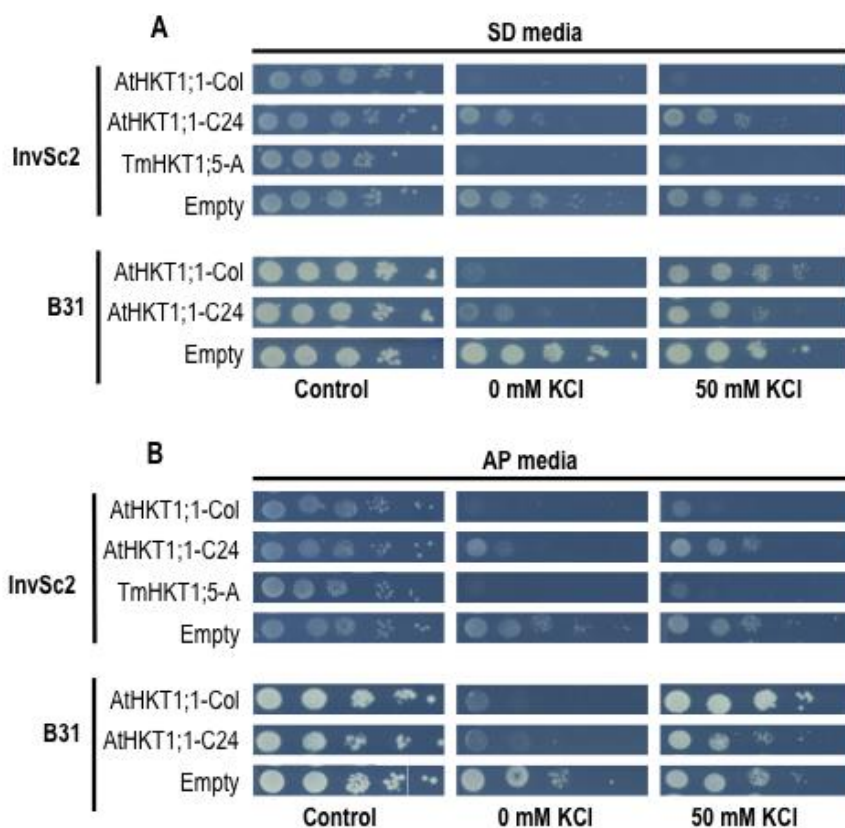 A
SD media
InvSc2
AtHKT1;1-Col
AtHKT1;1-C24
TmHKT1;5-A
Empty
B31
AtHKT1;1-Col
AtHKT1;1-C24
Empty
Control 0 mM KCl 50 mM KCl
B
AP media
InvSc2
AtHKT1;1-Col
AtHKT1;1-C24
TmHKT1;5-A
Empty
B31
AtHKT1;1-Col
AtHKT1;1-C24
Empty
Control 0 mM KCl 50 mM KCl